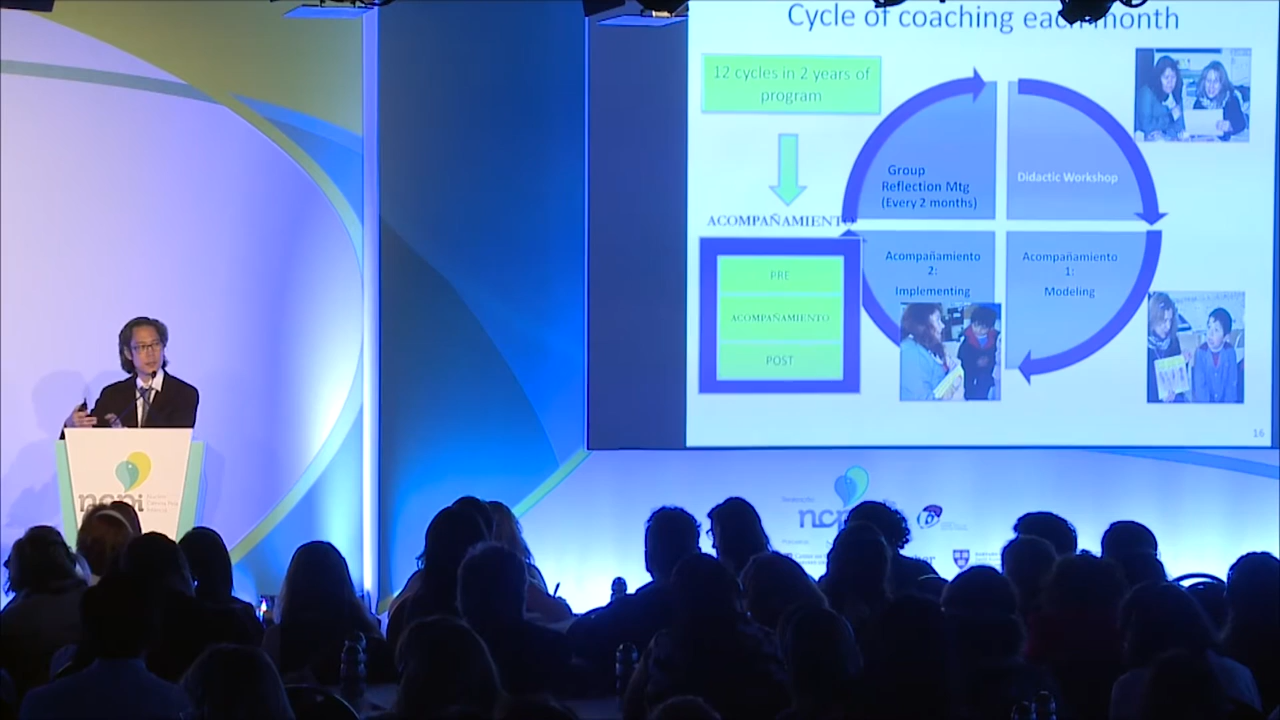 Cycle of coaching each month
12 cycles in 2 years of
program
ACOMPAÑAMIENTO
PRE
ACOMPAÑAMIENTO
POST
Group
Reflection Mtg
(Every 2 months)
Didactic Workshop
Acompañamiento
2:
Implementing
Acompañamiento
1:
Modeling
16
ncpi